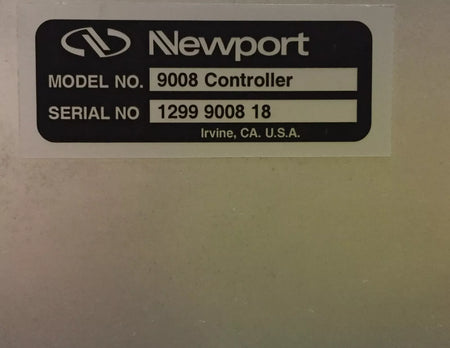 Newport
MODEL NO. 9008 Controller
SERIAL NO 1299 9008 18
Irvine, CA. U.S.A.